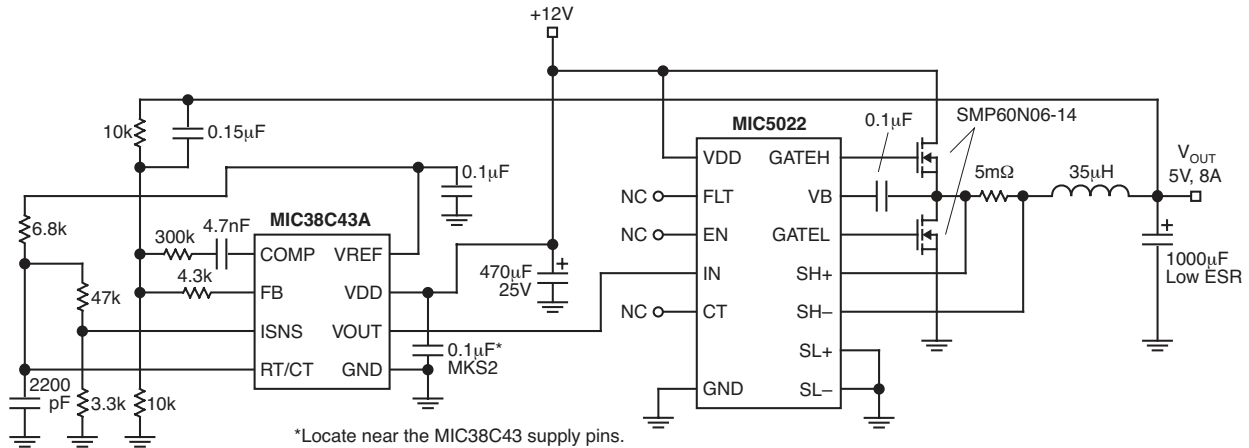 +12V
10k
0.15µF
MIC5022
0.1µF
SMP60N06-14
VDD
GATEH
5mΩ
35µH
VOUT
5V, 8A
0.1µF
NC
FLT
VB
6.8k
MIC38C43A
4.7nF
300k
COMP
VREF
NC
EN
GATEL
1000µF
Low ESR
4.3k
FB
VDD
470µF
25V
IN
SH+
47k
ISNS
VOUT
NC
CT
SH–
RT/CT
GND
0.1µF*
MKS2
SL+
2200
pF
3.3k
10k
GND
SL–
*Locate near the MIC38C43 supply pins.